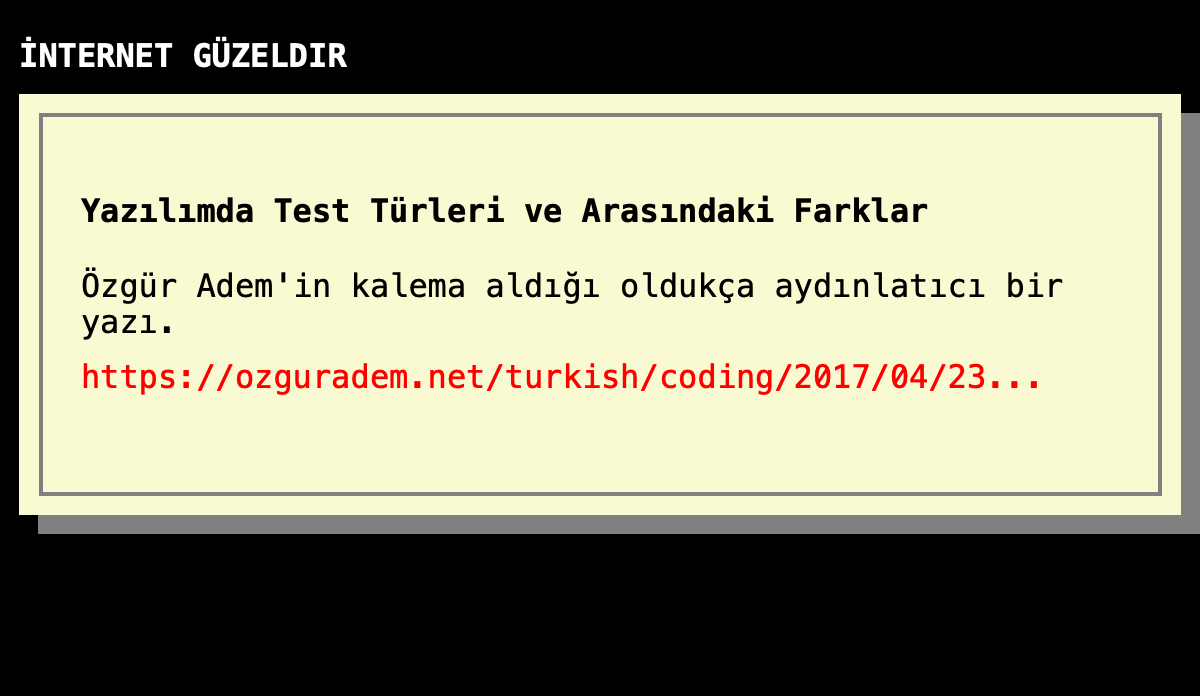 İNTERNET GÜZELDIR
Yazılımda Test Türleri ve Arasındaki Farklar
Özgür Adem'in kalema aldığı oldukça aydınlatıcı bir
yazı.
https://ozguradem.net/turkish/coding/2017/04/23...